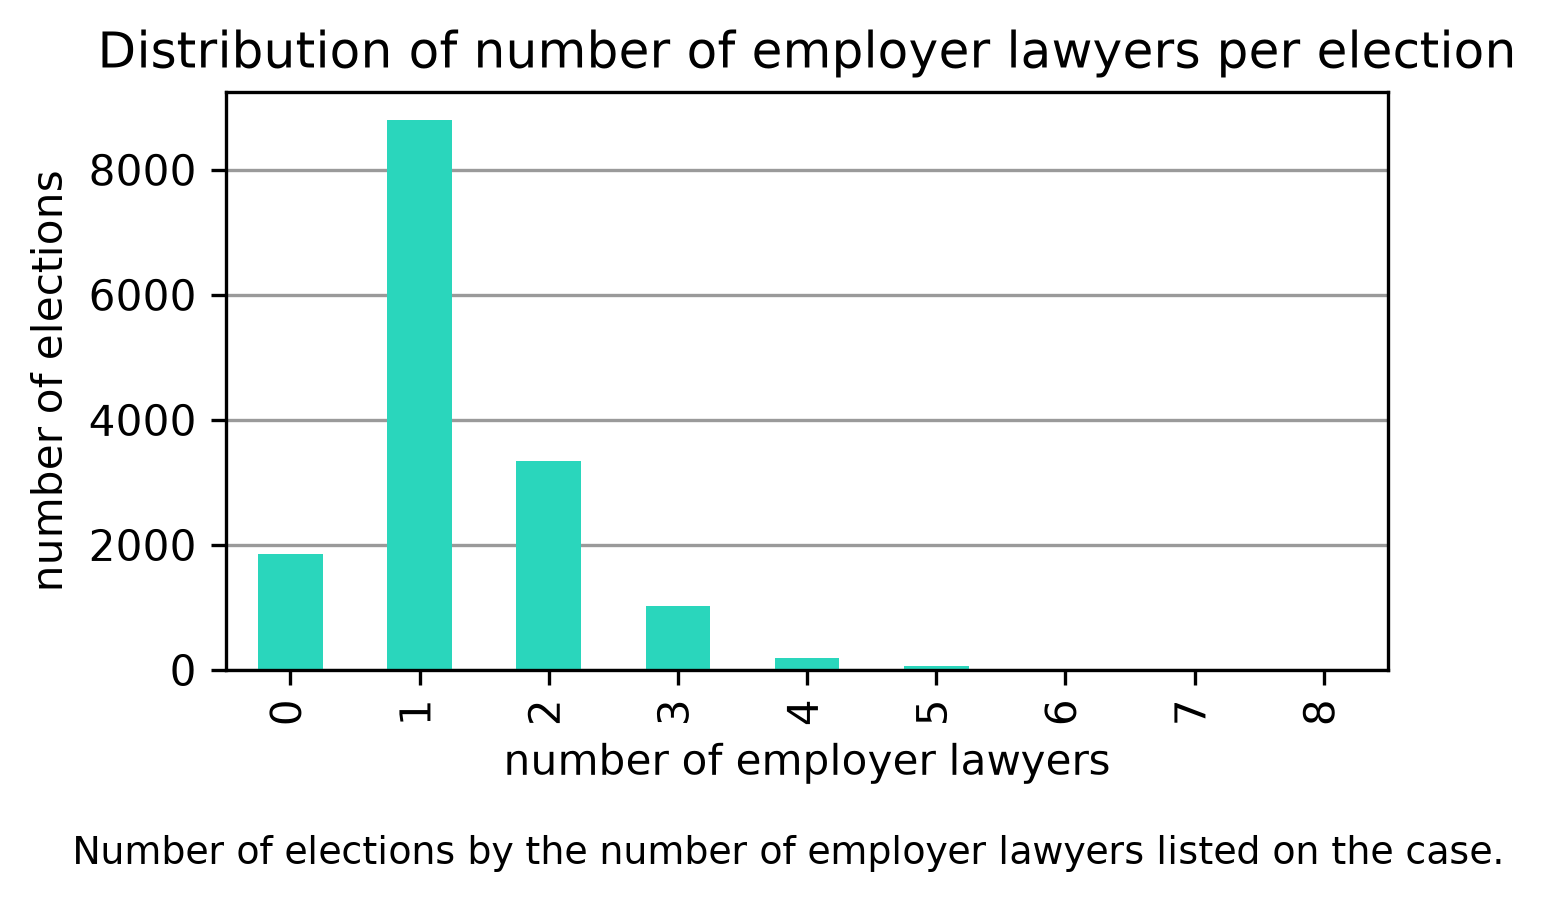 Distribution of number of employer lawyers per election
number of elections
8000
6000
4000
2000
0
0 1 2 3 4 5 6 7 8
number of employer lawyers
Number of elections by the number of employer lawyers listed on the case.